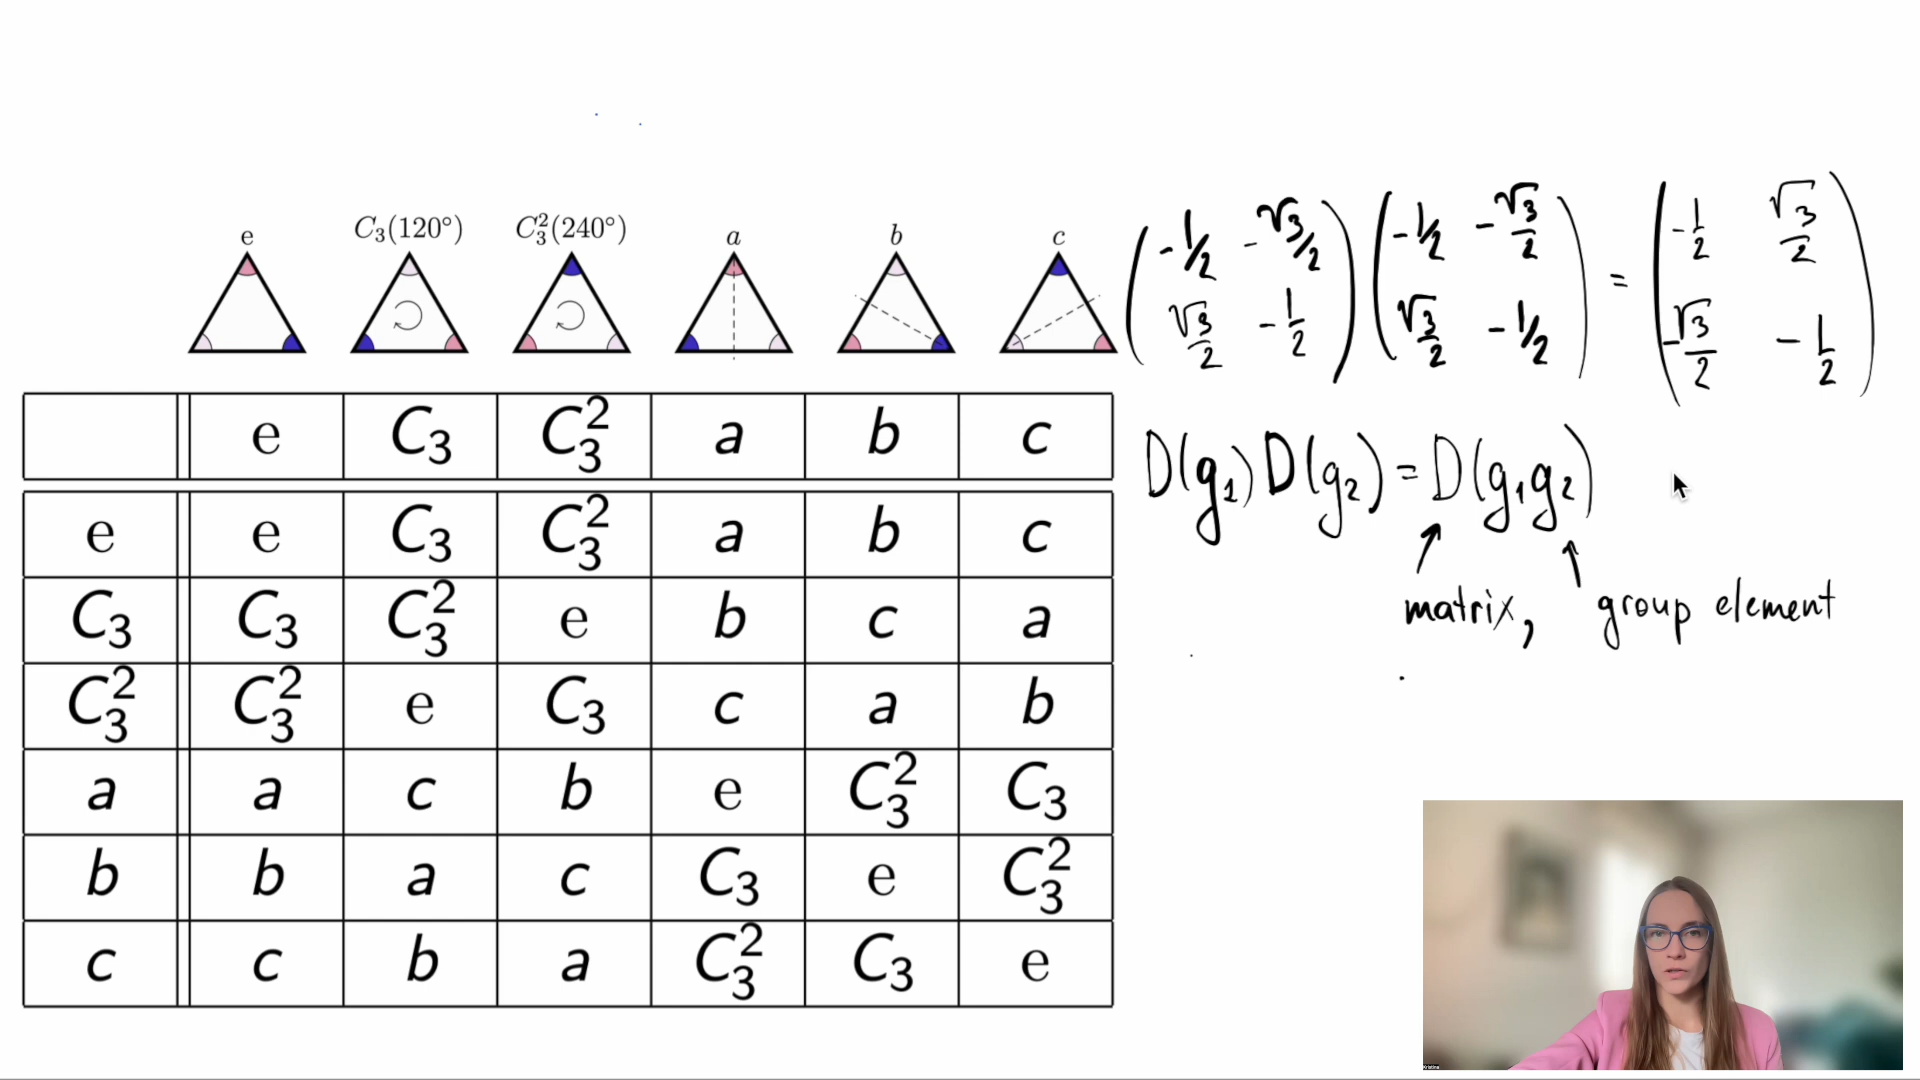 e C₃(120°) C₃²(240°) a b c
(-1/2 -√3/2) (-1/2 -√3/2) = (-1/2 √3/2)
(√3/2 -1/2) (√3/2 -1/2) (-√3/2 -1/2)
e C₃ C₃² a b c
e e C₃ C₃² a b c
C₃ C₃ C₃² e b c a
C₃² C₃² e C₃ c a b
a a c b e C₃² C₃
b b a c C₃ e C₃²
c c b a C₃² C₃ e
D(g₁) D(g₂) = D(g₁g₂)
matrix, group element
Kristina